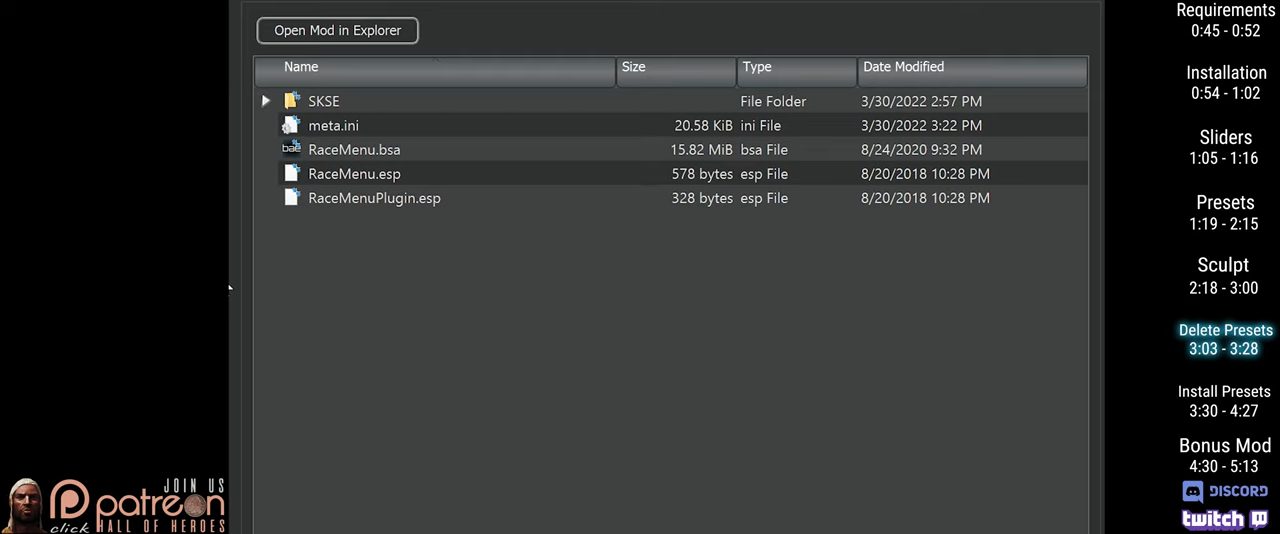 Open Mod in Explorer
Name Size Type Date Modified
SKSE File Folder 3/30/2022 2:57 PM
meta.ini 20.58 KiB ini File 3/30/2022 3:22 PM
bae RaceMenu.bsa 15.82 MiB bsa File 8/24/2020 9:32 PM
RaceMenu.esp 578 bytes esp File 8/20/2018 10:28 PM
RaceMenuPlugin.esp 328 bytes esp File 8/20/2018 10:28 PM
Requirements
0:45 - 0:52
Installation
0:54 - 1:02
Sliders
1:05 - 1:16
Presets
1:19 - 2:15
Sculpt
2:18 - 3:00
Delete Presets
3:03 - 3:28
Install Presets
3:30 - 4:27
Bonus Mod
4:30 - 5:13
DISCORD
twitch
JOIN US
patreon
click HALL OF HEROES